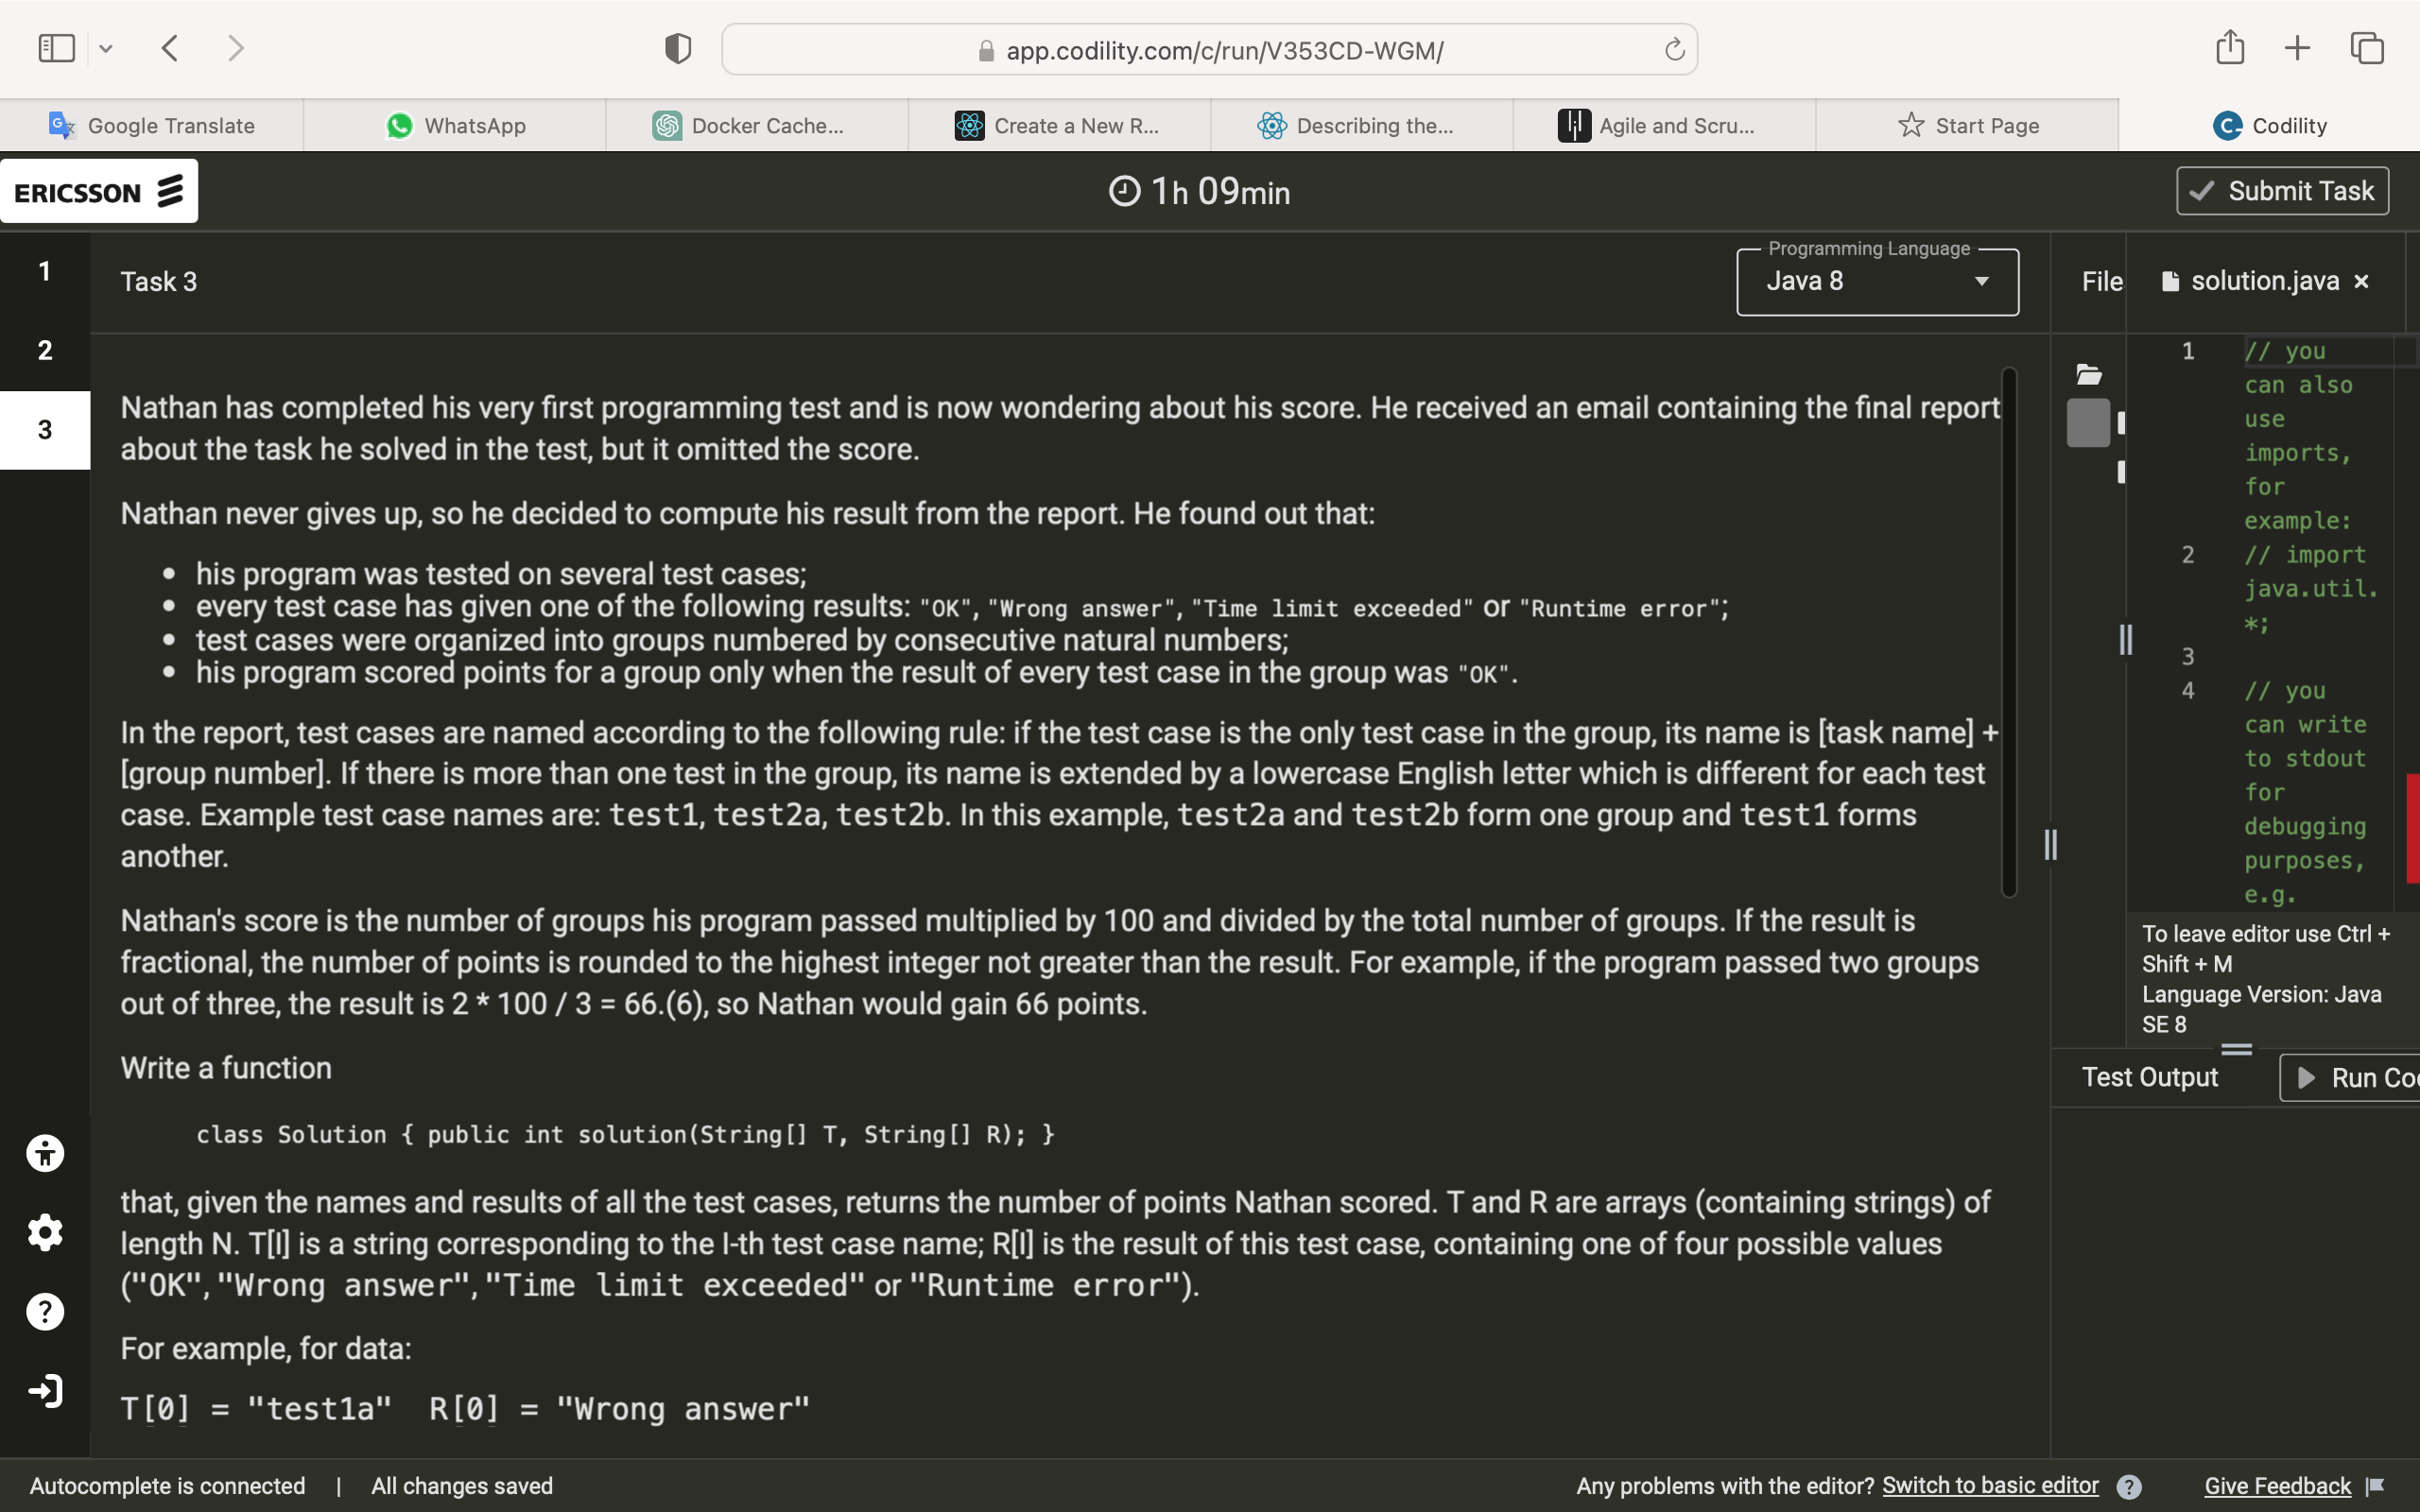 app.codility.com/c/run/V353CD-WGM/
Google Translate
WhatsApp
Docker Cache...
Create a New R...
Describing the...
Agile and Scru...
Start Page
Codility
ERICSSON
1h 09min
Submit Task
1
2
3
Task 3
Programming Language
Java 8
Nathan has completed his very first programming test and is now wondering about his score. He received an email containing the final report
about the task he solved in the test, but it omitted the score.
Nathan never gives up, so he decided to compute his result from the report. He found out that:
• his program was tested on several test cases;
• every test case has given one of the following results: "OK", "Wrong answer", "Time limit exceeded" or "Runtime error";
• test cases were organized into groups numbered by consecutive natural numbers;
• his program scored points for a group only when the result of every test case in the group was "OK".
In the report, test cases are named according to the following rule: if the test case is the only test case in the group, its name is [task name] +
[group number]. If there is more than one test in the group, its name is extended by a lowercase English letter which is different for each test
case. Example test case names are: test1, test2a, test2b. In this example, test2a and test2b form one group and test1 forms
another.
Nathan's score is the number of groups his program passed multiplied by 100 and divided by the total number of groups. If the result is
fractional, the number of points is rounded to the highest integer not greater than the result. For example, if the program passed two groups
out of three, the result is 2 * 100 / 3 = 66.(6), so Nathan would gain 66 points.
Write a function
class Solution { public int solution(String[] T, String[] R); }
that, given the names and results of all the test cases, returns the number of points Nathan scored. T and R are arrays (containing strings) of
length N. T[I] is a string corresponding to the I-th test case name; R[I] is the result of this test case, containing one of four possible values
("OK", "Wrong answer", "Time limit exceeded" or "Runtime error").
For example, for data:
T[0] = "test1a"  R[0] = "Wrong answer"
File
solution.java ×
1 // you
can also
use
imports,
for
example:
2 // import
java.util.
*;
3
4 // you
can write
to stdout
for
debugging
purposes,
e.g.
To leave editor use Ctrl +
Shift + M
Language Version: Java
SE 8
Test Output
Run Co
Autocomplete is connected | All changes saved
Any problems with the editor? Switch to basic editor ?
Give Feedback